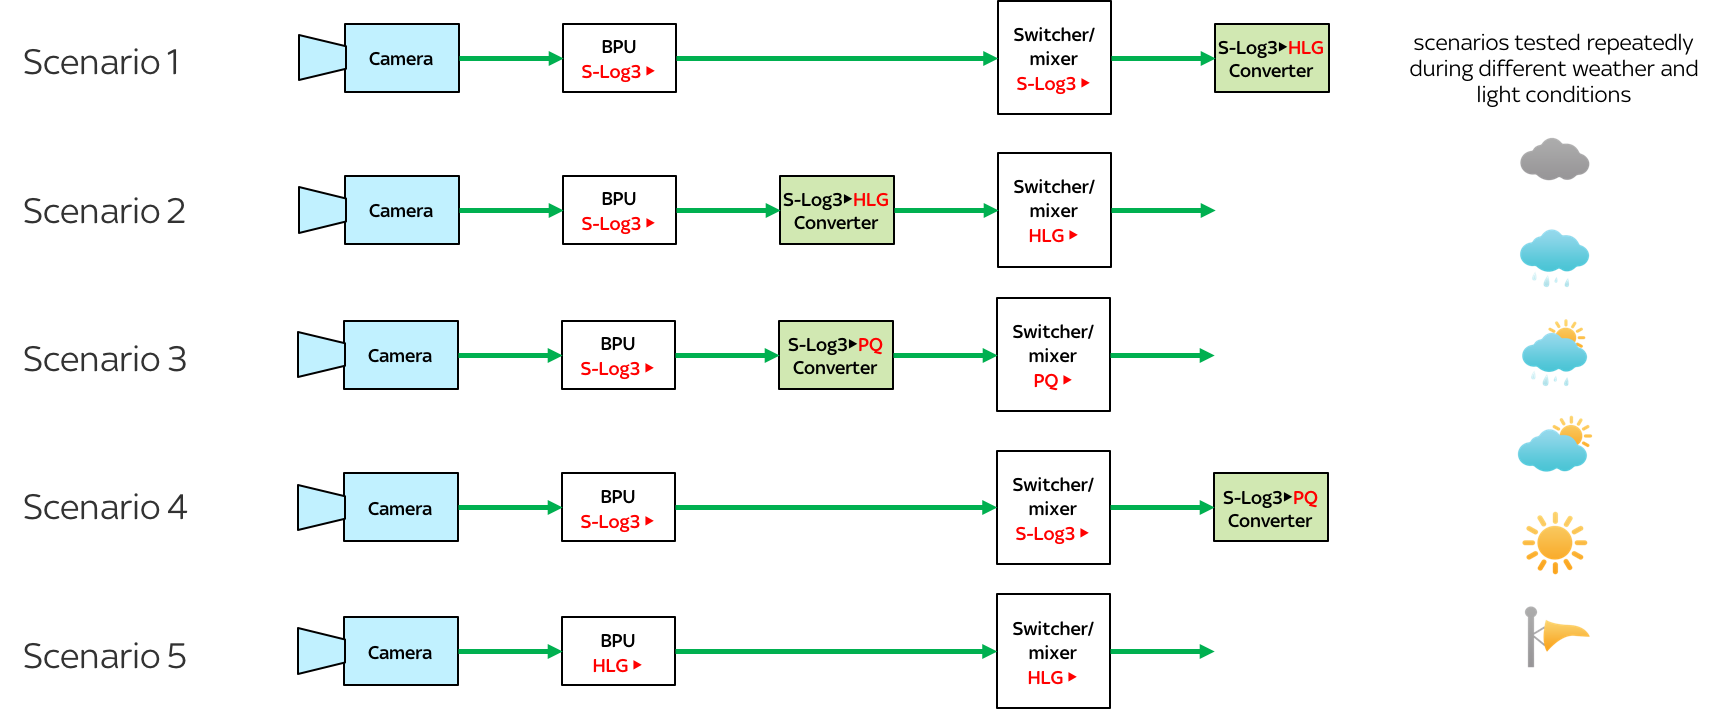 Scenario 1
Camera
BPU
S-Log3 ▶
Switcher/
mixer
S-Log3 ▶
S-Log3▶HLG
Converter
scenarios tested repeatedly
during different weather and
light conditions
Scenario 2
Camera
BPU
S-Log3 ▶
S-Log3▶HLG
Converter
Switcher/
mixer
HLG ▶
Scenario 3
Camera
BPU
S-Log3 ▶
S-Log3▶PQ
Converter
Switcher/
mixer
PQ ▶
Scenario 4
Camera
BPU
S-Log3 ▶
Switcher/
mixer
S-Log3 ▶
S-Log3▶PQ
Converter
Scenario 5
Camera
BPU
HLG ▶
Switcher/
mixer
HLG ▶